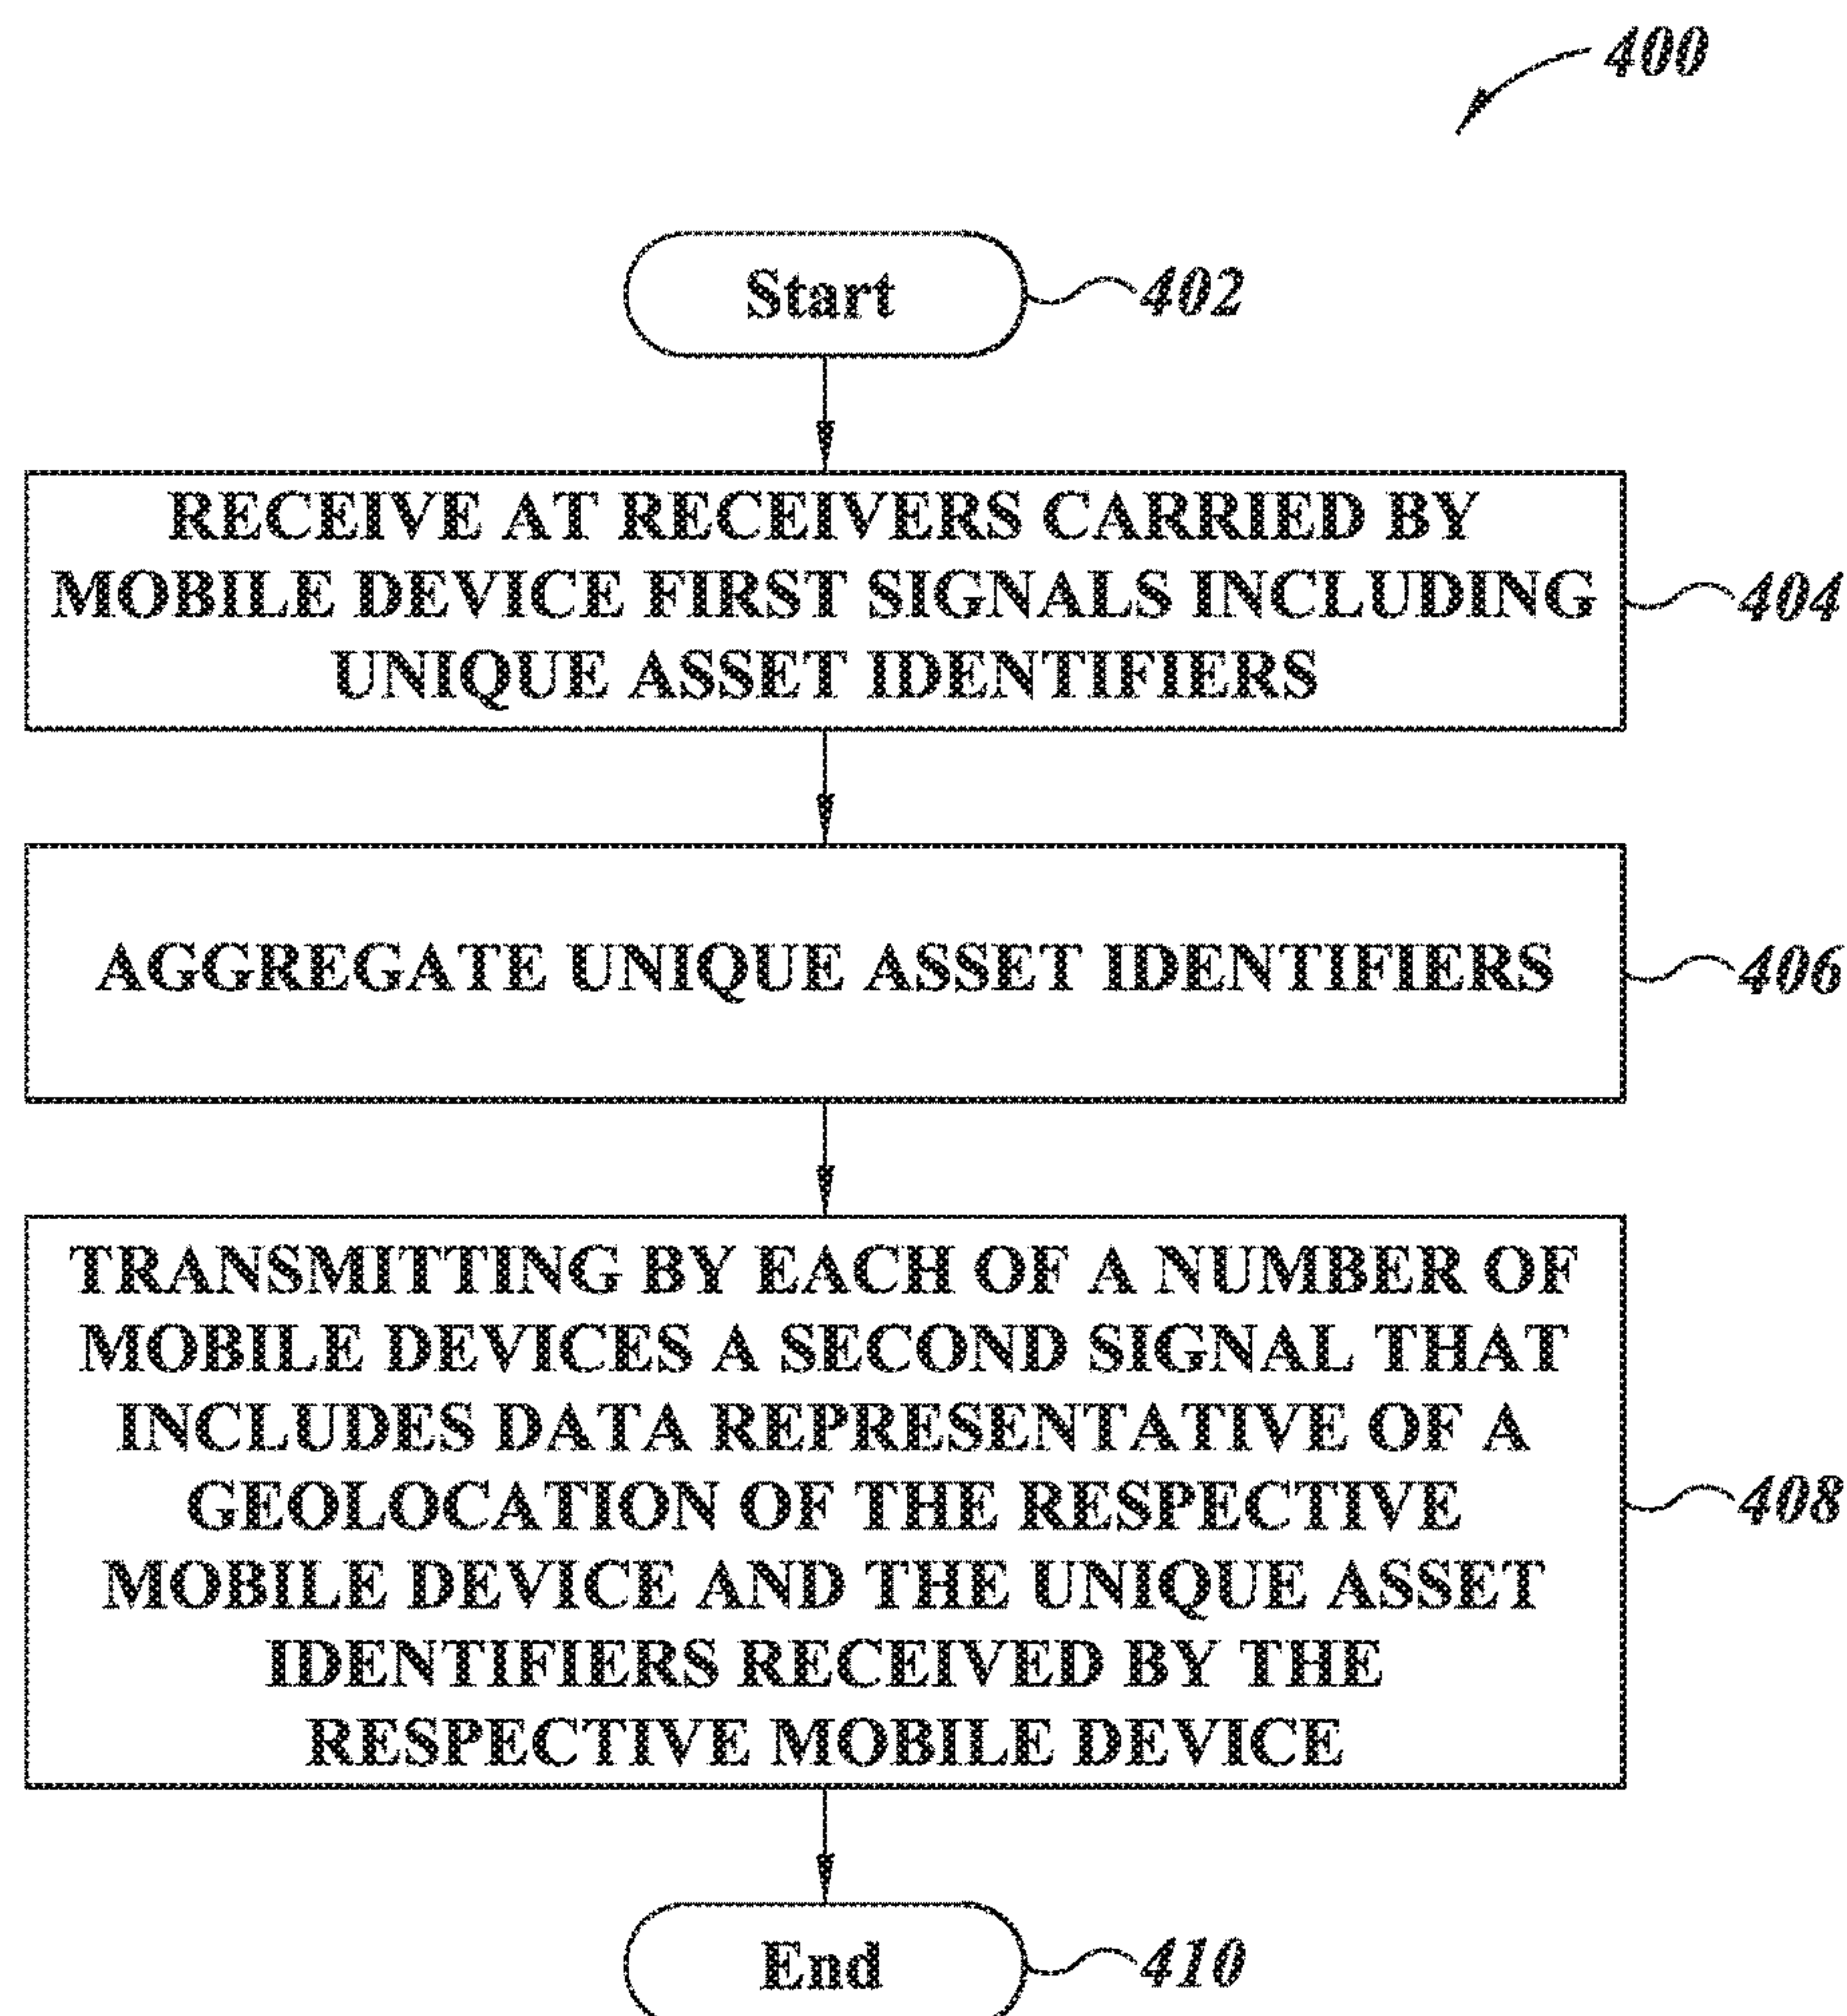 400
Start
402
RECEIVE AT RECEIVERS CARRIED BY
MOBILE DEVICE FIRST SIGNALS INCLUDING
UNIQUE ASSET IDENTIFIERS
404
AGGREGATE UNIQUE ASSET IDENTIFIERS
406
TRANSMITTING BY EACH OF A NUMBER OF
MOBILE DEVICES A SECOND SIGNAL THAT
INCLUDES DATA REPRESENTATIVE OF A
GEOLOCATION OF THE RESPECTIVE
MOBILE DEVICE AND THE UNIQUE ASSET
IDENTIFIERS RECEIVED BY THE
RESPECTIVE MOBILE DEVICE
408
End
410